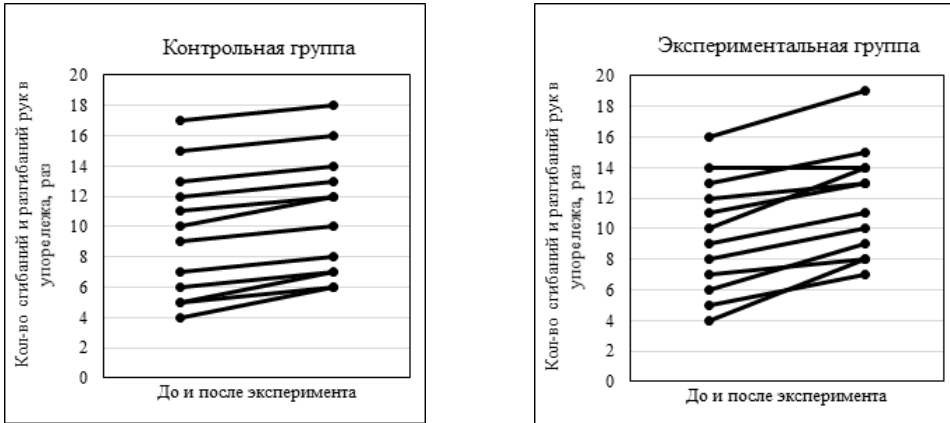 Контрольная группа
Кол-во сгибаний и разгибаний рук в
упорележа, раз
20
18
16
14
12
10
8
6
4
2
0
До и после эксперимента
Экспериментальная группа
Кол-во сгибаний и разгибаний рук в
упорележа, раз
20
18
16
14
12
10
8
6
4
2
0
До и после эксперимента